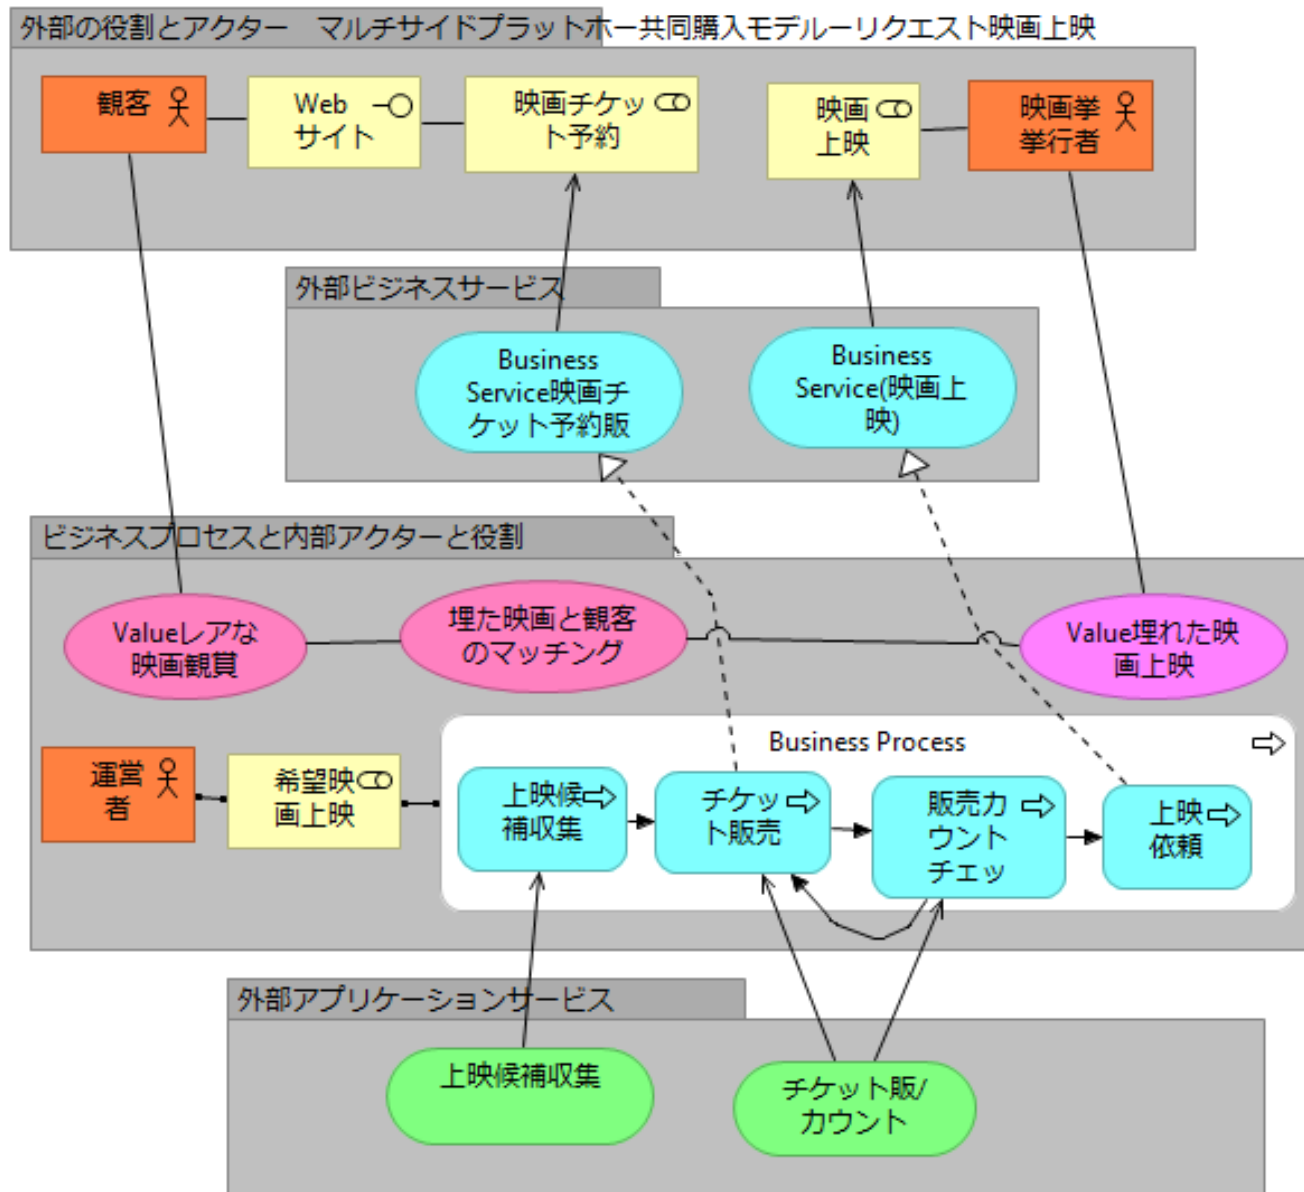 外部の役割とアクター　マルチサイドプラットホー共同購入モデルーリクエスト映画上映
観客
Web
サイト
映画チケッ
ト予約
映画
上映
映画挙
挙行者
外部ビジネスサービス
Business
Service映画チ
ケット予約販
Business
Service(映画上
映)
ビジネスプロセスと内部アクターと役割
Valueレアな
映画観賞
埋た映画と観客
のマッチング
Value埋れた映
画上映
運営
者
希望映
画上映
Business Process
上映候
補収集
チケッ
ト販売
販売カ
ウント
チェッ
上映
依頼
外部アプリケーションサービス
上映候補収集
チケット販/
カウント